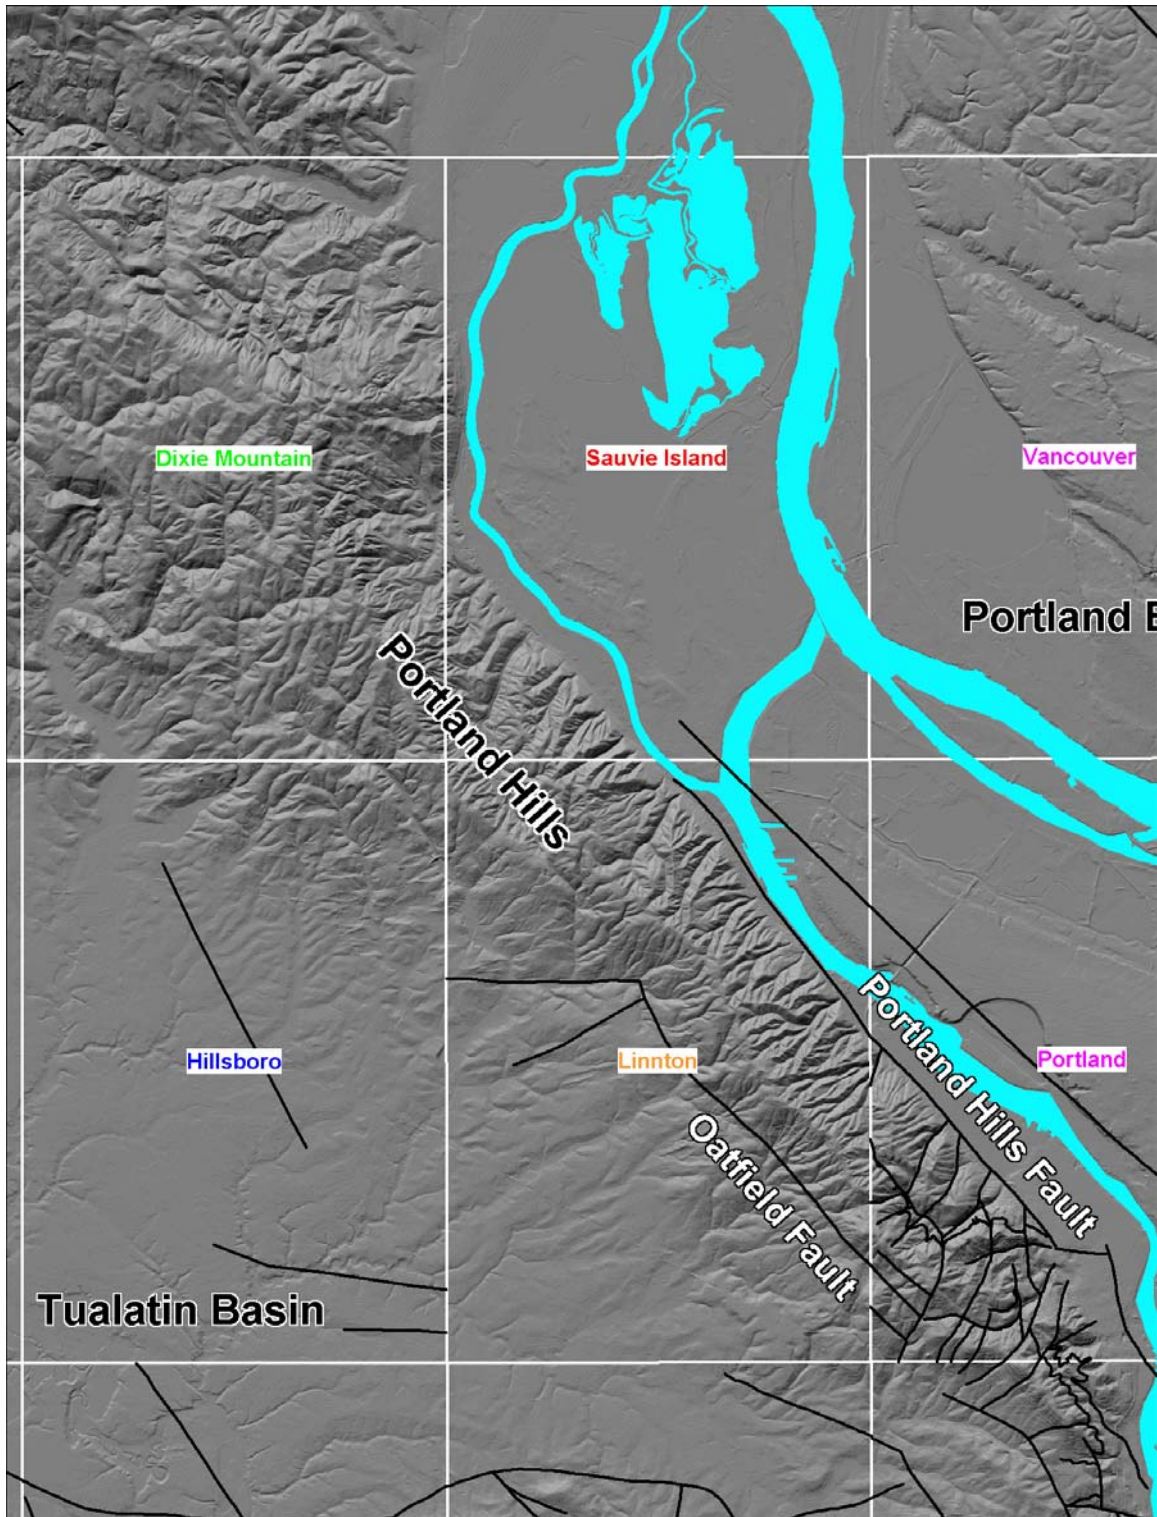 Dixie Mountain
Sauvie Island
Vancouver
Portland B
Portland Hills
Hillsboro
Linnton
Portland
Portland Hills Fault
Oatfield Fault
Tualatin Basin